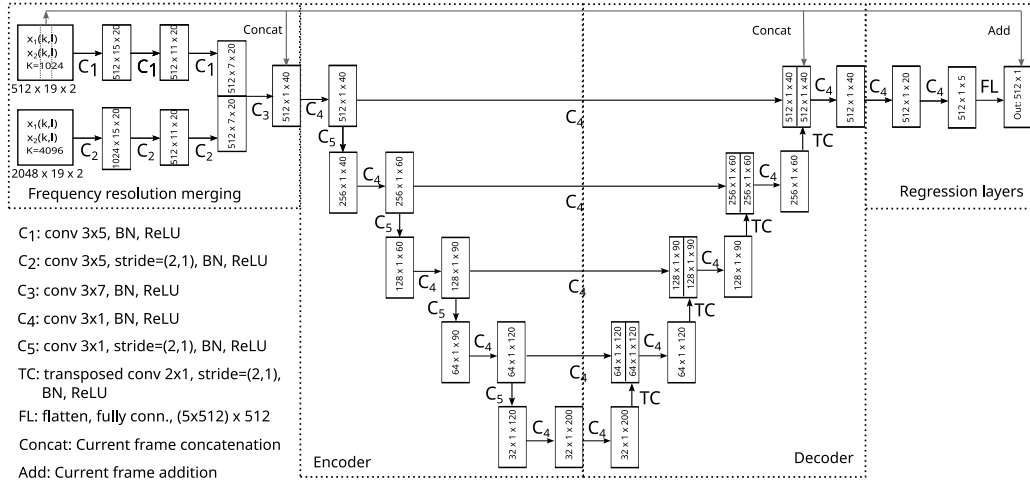 Concat
Concat
Add
x₁(k,l)
x₂(k,l)
K=1024
512 x 19 x 2
C₁
512 x 15 x 20
C₁
512 x 11 x 20
C₁
512 x 7 x 20
x₁(k,l)
x₂(k,l)
K=4096
2048 x 19 x 2
C₂
1024 x 15 x 20
C₂
512 x 11 x 20
C₂
512 x 7 x 20
C₃
512 x 1 x 40
C₄
512 x 1 x 40
C₄
512 x 1 x 40
512 x 1 x 40
C₄
512 x 1 x 40
C₄
512 x 1 x 20
C₄
512 x 1 x 5
FL
Out: 512 x 1
Frequency resolution merging
Regression layers
C₅
TC
256 x 1 x 40
C₄
256 x 1 x 60
C₄
256 x 1 x 60
256 x 1 x 60
C₄
256 x 1 x 60
C₅
TC
128 x 1 x 60
C₄
128 x 1 x 90
C₄
128 x 1 x 90
128 x 1 x 90
C₄
128 x 1 x 90
C₅
TC
64 x 1 x 90
C₄
64 x 1 x 120
C₄
64 x 1 x 120
64 x 1 x 120
C₄
64 x 1 x 120
C₅
TC
32 x 1 x 120
C₄
32 x 1 x 200
C₄
32 x 1 x 200
Encoder
Decoder
C₁: conv 3x5, BN, ReLU
C₂: conv 3x5, stride=(2,1), BN, ReLU
C₃: conv 3x7, BN, ReLU
C₄: conv 3x1, BN, ReLU
C₅: conv 3x1, stride=(2,1), BN, ReLU
TC: transposed conv 2x1, stride=(2,1),
BN, ReLU
FL: flatten, fully conn., (5x512) x 512
Concat: Current frame concatenation
Add: Current frame addition